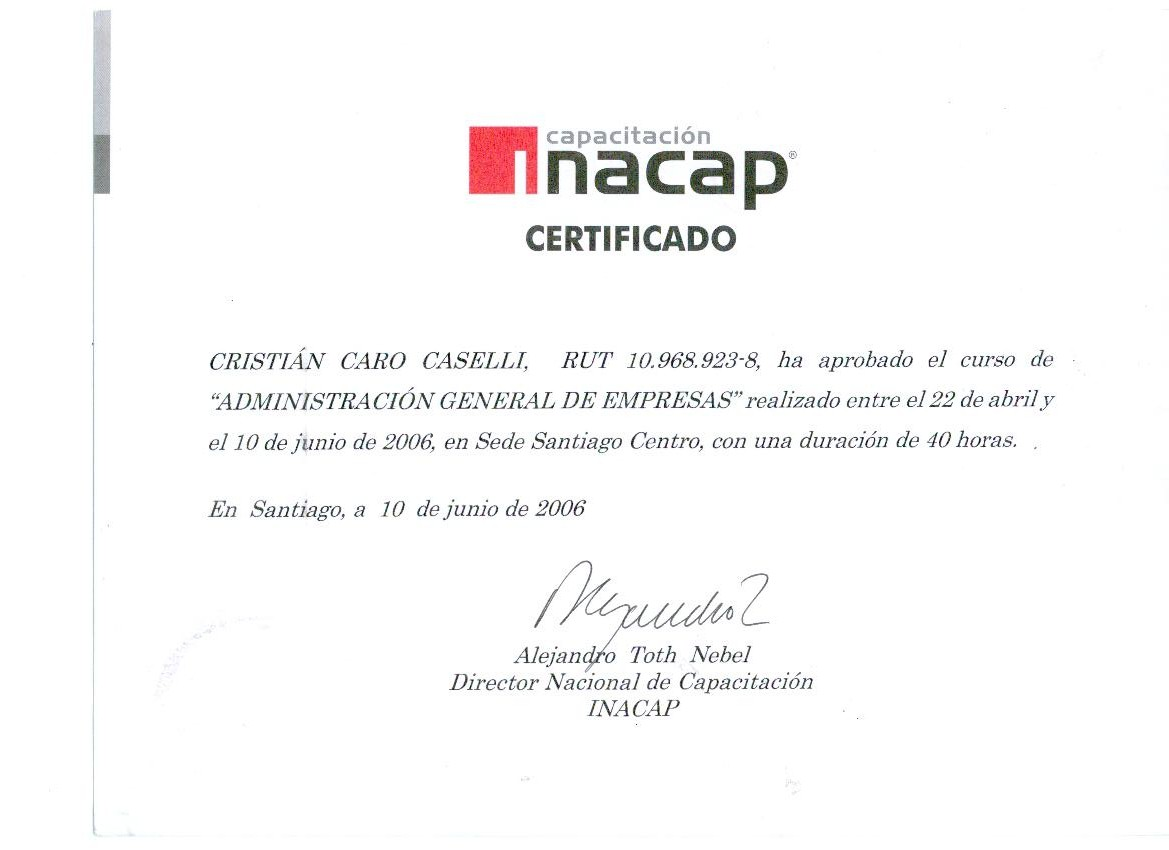 capacitación
inacap®
CERTIFICADO
CRISTIÁN CARO CASELLI, RUT 10.968.923-8, ha aprobado el curso de
“ADMINISTRACIÓN GENERAL DE EMPRESAS” realizado entre el 22 de abril y
el 10 de junio de 2006, en Sede Santiago Centro, con una duración de 40 horas.
En Santiago, a 10 de junio de 2006
Alejandro Toth Nebel
Director Nacional de Capacitación
INACAP